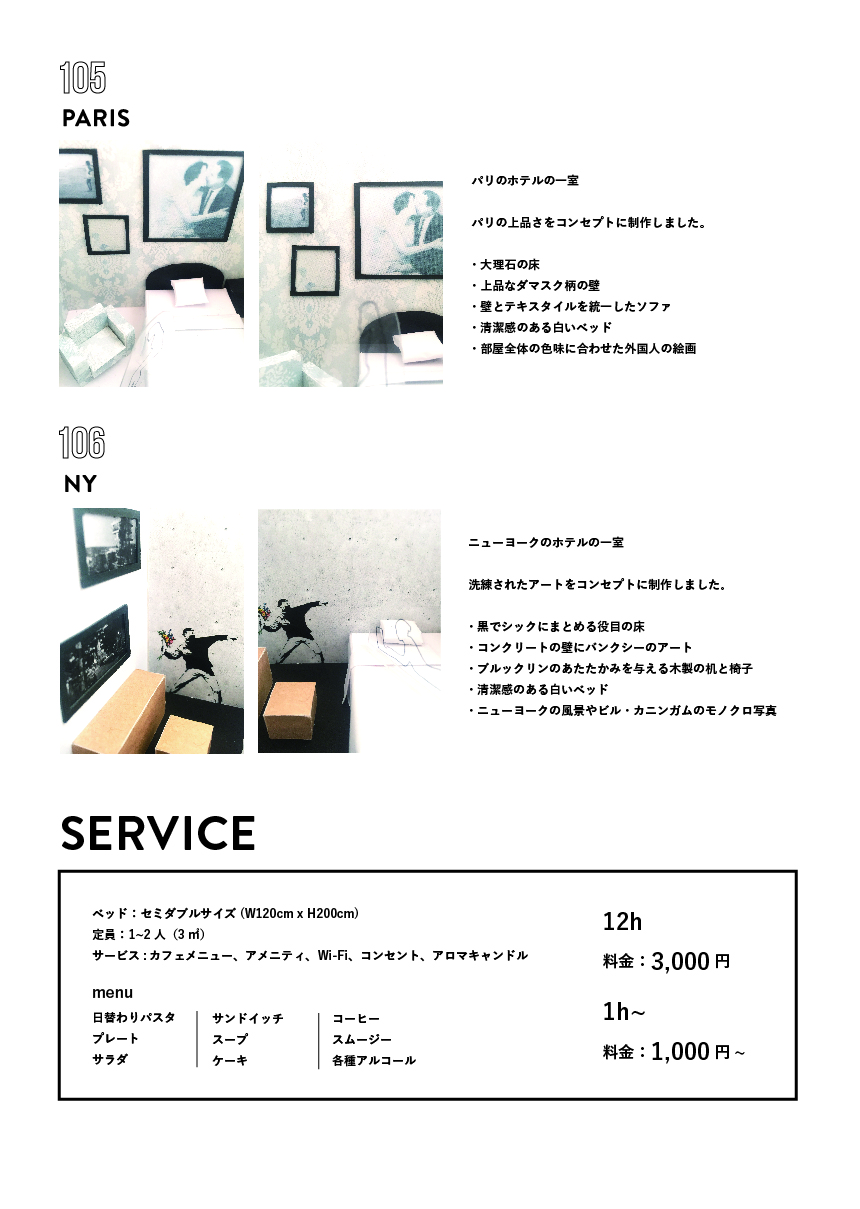 105
PARIS
パリのホテルの一室
パリの上品さをコンセプトに制作しました。
・大理石の床
・上品なダマスク柄の壁
・壁とテキスタイルを統一したソファ
・清潔感のある白いベッド
・部屋全体の色味に合わせた外国人の絵画
106
NY
ニューヨークのホテルの一室
洗練されたアートをコンセプトに制作しました。
・黒でシックにまとめる役目の床
・コンクリートの壁にバンクシーのアート
・ブルックリンのあたたかみを与える木製の机と椅子
・清潔感のある白いベッド
・ニューヨークの風景やビル・カニンガムのモノクロ写真
SERVICE
ベッド：セミダブルサイズ (W120cm x H200cm)
定員：1~2 人（3 ㎡）
サービス : カフェメニュー、アメニティ、Wi-Fi、コンセント、アロマキャンドル
menu
日替わりパスタ
プレート
サラダ
サンドイッチ
スープ
ケーキ
コーヒー
スムージー
各種アルコール
12h
料金：3,000 円
1h~
料金：1,000 円 ~